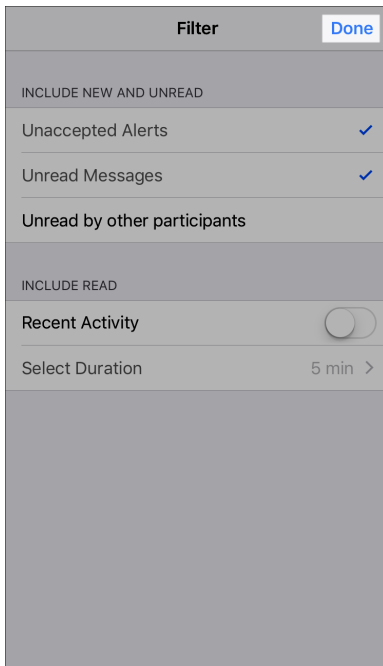 Filter
Done
INCLUDE NEW AND UNREAD
Unaccepted Alerts
Unread Messages
Unread by other participants
INCLUDE READ
Recent Activity
Select Duration 5 min